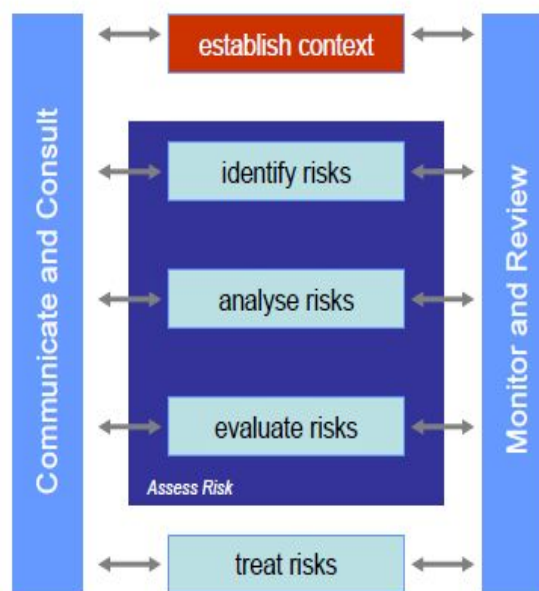 establish context
Communicate and Consult
identify risks
analyse risks
evaluate risks
Assess Risk
treat risks
Monitor and Review